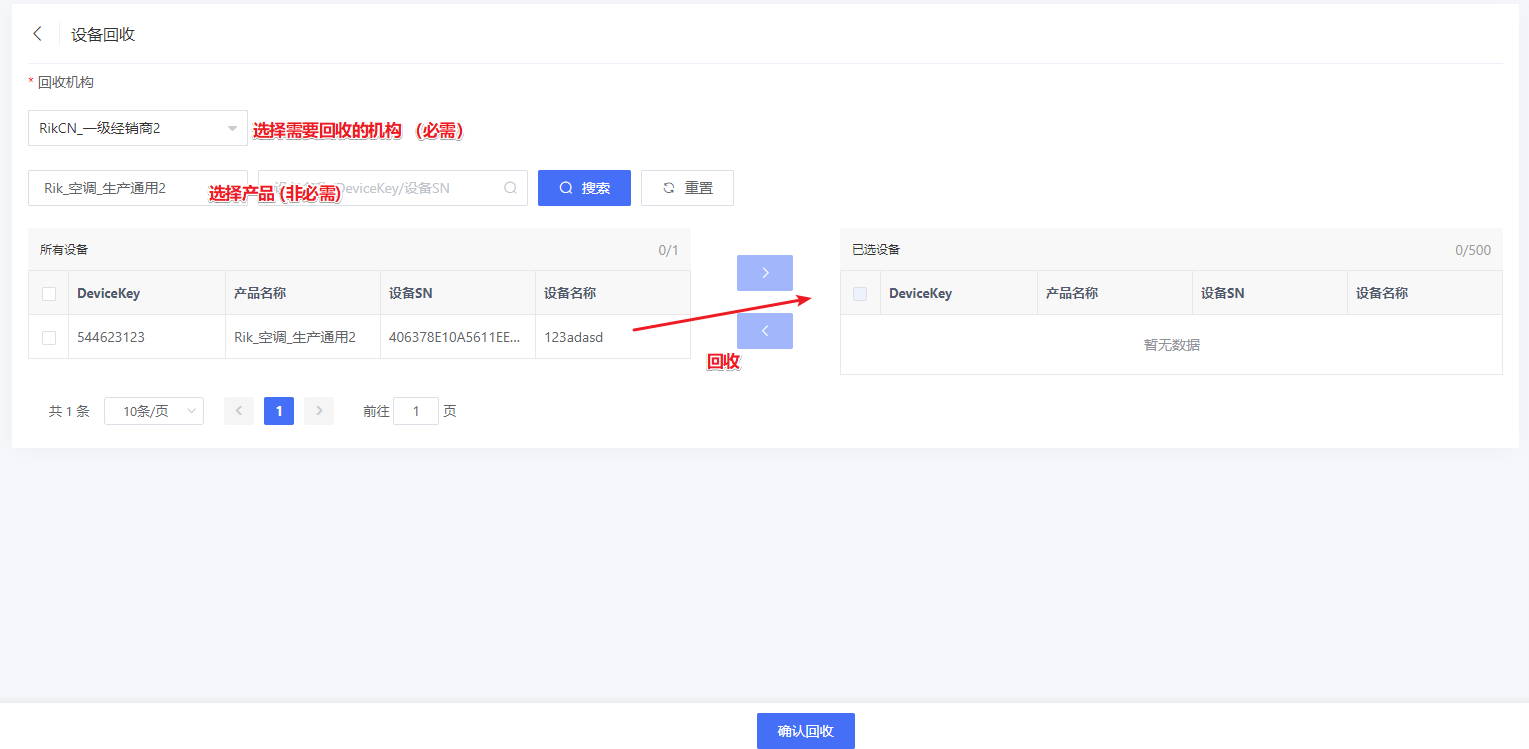 设备回收
* 回收机构
RikCN_一级经销商2
选择需要回收的机构 （必需）
Rik_空调_生产通用2 选择产品 (非必需) DeviceKey/设备SN 搜索 重置
所有设备 0/1
已选设备 0/500
DeviceKey 产品名称 设备SN 设备名称
DeviceKey 产品名称 设备SN 设备名称
544623123 Rik_空调_生产通用2 406378E10A5611EE... 123adasd
暂无数据
回收
共 1 条 10条/页 1 前往 1 页
确认回收